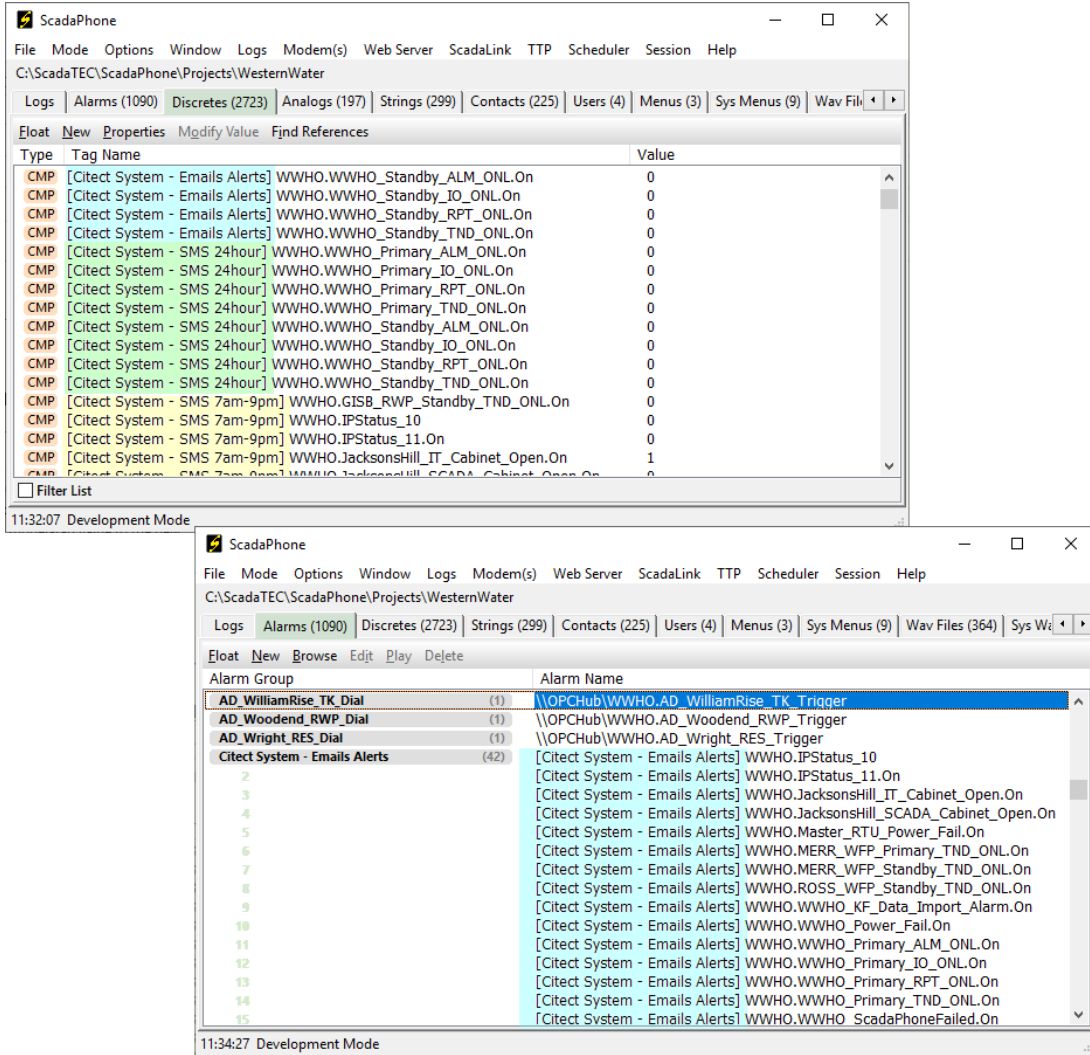 ScadaPhone
File Mode Options Window Logs Modem(s) Web Server ScadaLink TTP Scheduler Session Help
C:\ScadaTEC\ScadaPhone\Projects\WesternWater
Logs Alarms (1090) Discretes (2723) Analogs (197) Strings (299) Contacts (225) Users (4) Menus (3) Sys Menus (9) Wav
Float New Properties Modify Value Find References
Type Tag Name Value
CMP [Citect System - Emails Alerts] WWHO.WWHO_Standby_ALM_ONL.On 0
CMP [Citect System - Emails Alerts] WWHO.WWHO_Standby_IO_ONL.On 0
CMP [Citect System - Emails Alerts] WWHO.WWHO_Standby_RPT_ONL.On 0
CMP [Citect System - Emails Alerts] WWHO.WWHO_Standby_TND_ONL.On 0
CMP [Citect System - SMS 24hour] WWHO.WWHO_Primary_ALM_ONL.On 0
CMP [Citect System - SMS 24hour] WWHO.WWHO_Primary_IO_ONL.On 0
CMP [Citect System - SMS 24hour] WWHO.WWHO_Primary_RPT_ONL.On 0
CMP [Citect System - SMS 24hour] WWHO.WWHO_Primary_TND_ONL.On 0
CMP [Citect System - SMS 24hour] WWHO.WWHO_Standby_ALM_ONL.On 0
CMP [Citect System - SMS 24hour] WWHO.WWHO_Standby_IO_ONL.On 0
CMP [Citect System - SMS 24hour] WWHO.WWHO_Standby_RPT_ONL.On 0
CMP [Citect System - SMS 24hour] WWHO.WWHO_Standby_TND_ONL.On 0
CMP [Citect System - SMS 7am-9pm] WWHO.GISB_RWP_Standby_TND_ONL.On 0
CMP [Citect System - SMS 7am-9pm] WWHO.IPStatus_10 0
CMP [Citect System - SMS 7am-9pm] WWHO.IPStatus_11.On 0
CMP [Citect System - SMS 7am-9pm] WWHO.JacksonsHill_IT_Cabinet_Open.On 1
CMP [Citect System - SMS 7am-9pm] WWHO.JacksonsHill_SCADA_Cabinet_Open.On 0
Filter List
11:32:07 Development Mode
ScadaPhone
File Mode Options Window Logs Modem(s) Web Server ScadaLink TTP Scheduler Session Help
C:\ScadaTEC\ScadaPhone\Projects\WesternWater
Logs Alarms (1090) Discretes (2723) Strings (299) Contacts (225) Users (4) Menus (3) Sys Menus (9) Wav Files (364) Sys
Float New Browse Edit Play Delete
Alarm Group Alarm Name
AD_WilliamRise_TK_Dial (1) \\OPCHub\WWHO.AD_WilliamRise_TK_Trigger
AD_Woodend_RWP_Dial (1) \\OPCHub\WWHO.AD_Woodend_RWP_Trigger
AD_Wright_RES_Dial (1) \\OPCHub\WWHO.AD_Wright_RES_Trigger
Citect System - Emails Alerts (42) [Citect System - Emails Alerts] WWHO.IPStatus_10
2 [Citect System - Emails Alerts] WWHO.IPStatus_11.On
3 [Citect System - Emails Alerts] WWHO.JacksonsHill_IT_Cabinet_Open.On
4 [Citect System - Emails Alerts] WWHO.JacksonsHill_SCADA_Cabinet_Open.On
5 [Citect System - Emails Alerts] WWHO.Master_RTU_Power_Fail.On
6 [Citect System - Emails Alerts] WWHO.MERR_WFP_Primary_TND_ONL.On
7 [Citect System - Emails Alerts] WWHO.MERR_WFP_Standby_TND_ONL.On
8 [Citect System - Emails Alerts] WWHO.ROSS_WFP_Standby_TND_ONL.On
9 [Citect System - Emails Alerts] WWHO.WWHO_KF_Data_Import_Alarm.On
10 [Citect System - Emails Alerts] WWHO.WWHO_Power_Fail.On
11 [Citect System - Emails Alerts] WWHO.WWHO_Primary_ALM_ONL.On
12 [Citect System - Emails Alerts] WWHO.WWHO_Primary_IO_ONL.On
13 [Citect System - Emails Alerts] WWHO.WWHO_Primary_RPT_ONL.On
14 [Citect System - Emails Alerts] WWHO.WWHO_Primary_TND_ONL.On
15 [Citect System - Emails Alerts] WWHO.WWHO_ScadaPhoneFailed.On
11:34:27 Development Mode